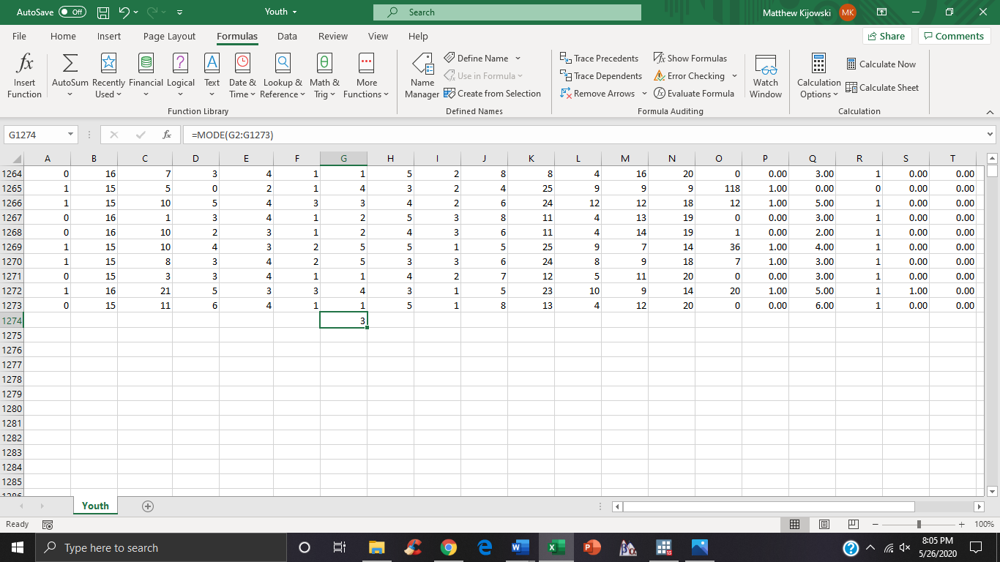 AutoSave Off Youth Search Matthew Kijowski MK
File Home Insert Page Layout Formulas Data Review View Help Share Comments
fx Σ ? A θ
Insert Function AutoSum Recently Used Financial Logical Text Date & Time Lookup & Reference Math & Trig More Functions
Name Manager Define Name Use in Formula Create from Selection
Trace Precedents Trace Dependents Remove Arrows Show Formulas Error Checking Evaluate Formula
Watch Window Calculation Options Calculate Now Calculate Sheet
Function Library Defined Names Formula Auditing Calculation
G1274 fx =MODE(G2:G1273)
A B C D E F G H I J K L M N O P Q R S T
1264 0 16 7 3 4 1 1 5 2 8 8 4 16 20 0 0.00 3.00 1 0.00 0.00
1265 1 15 5 0 2 1 4 3 2 4 25 9 9 9 118 1.00 0.00 0 0.00 0.00
1266 1 15 10 5 4 3 3 4 2 6 24 12 12 18 12 1.00 5.00 1 0.00 0.00
1267 0 16 1 3 4 1 2 5 3 8 11 4 13 19 0 0.00 3.00 1 0.00 0.00
1268 0 16 10 2 3 1 2 4 3 6 11 4 14 19 1 0.00 2.00 1 0.00 0.00
1269 1 15 10 4 3 2 5 5 1 5 25 9 7 14 36 1.00 4.00 1 0.00 0.00
1270 1 15 8 3 4 2 5 3 3 6 24 8 9 18 7 1.00 3.00 1 0.00 0.00
1271 0 15 3 3 4 1 1 4 2 7 12 5 11 20 0 0.00 3.00 1 0.00 0.00
1272 1 16 21 5 3 3 4 3 1 5 23 10 9 14 20 1.00 5.00 1 1.00 0.00
1273 0 15 11 6 4 1 1 5 1 8 13 4 12 20 0 0.00 6.00 1 0.00 0.00
1274 3
1275
1276
1277
1278
1279
1280
1281
1282
1283
1284
1285
1286
Youth
Ready 100%
Type here to search 8:05 PM
5/26/2020